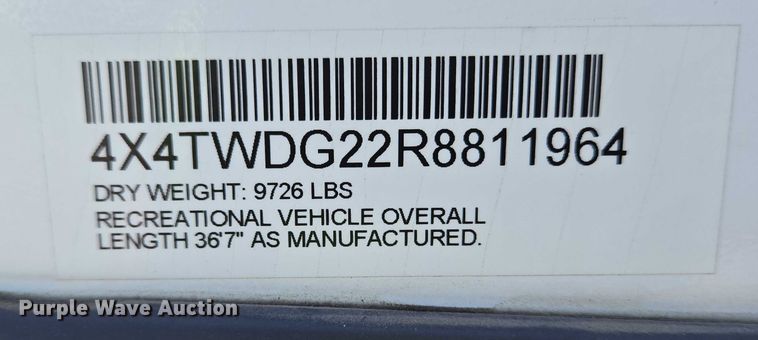 4X4TWDG22R8811964
DRY WEIGHT: 9726 LBS
RECREATIONAL VEHICLE OVERALL
LENGTH 36'7" AS MANUFACTURED.
Purple Wave Auction